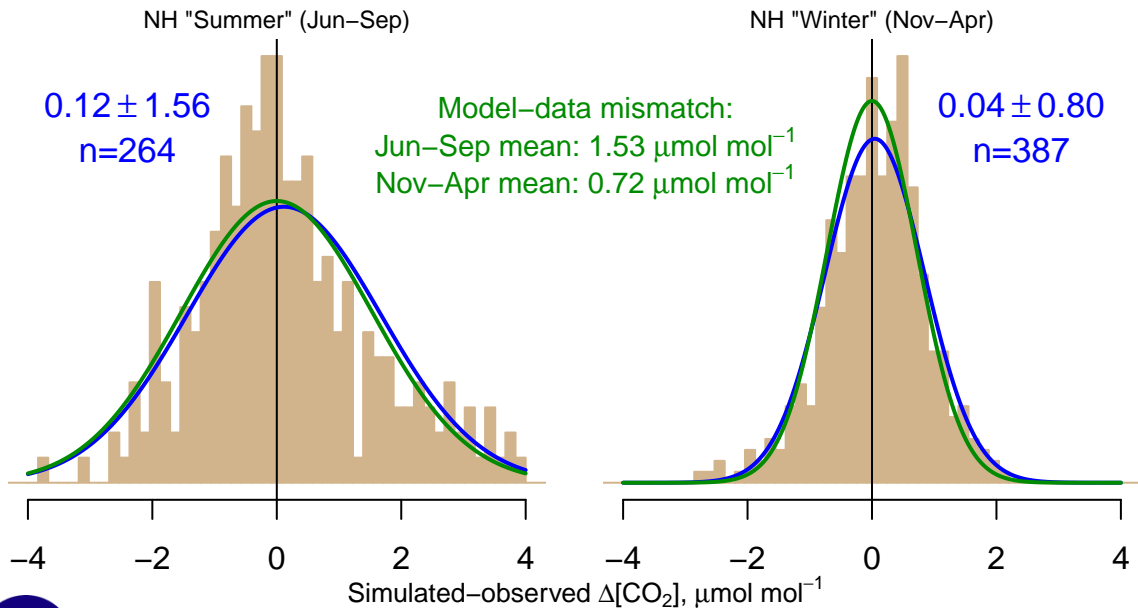 NH "Summer" (Jun−Sep)
NH "Winter" (Nov−Apr)
0.12 ± 1.56
n=264
Model−data mismatch:
Jun−Sep mean: 1.53 μmol mol⁻¹
Nov−Apr mean: 0.72 μmol mol⁻¹
0.04 ± 0.80
n=387
−4 −2 0 2 4
−4 −2 0 2 4
Simulated−observed Δ[CO₂], μmol mol⁻¹